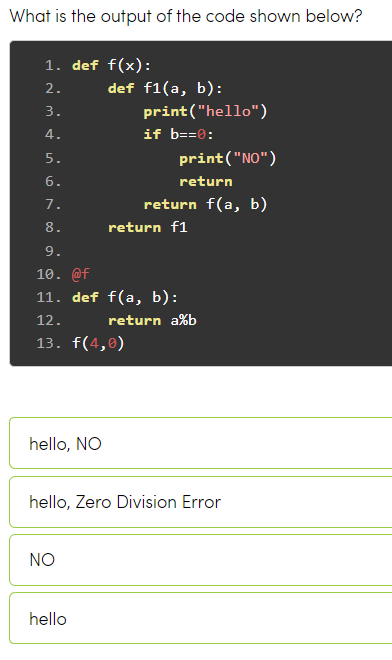 What is the output of the code shown below?
1. def f(x):
2.     def f1(a, b):
3.         print("hello")
4.         if b==0:
5.             print("NO")
6.             return
7.         return f(a, b)
8.     return f1
9.
10. @f
11. def f(a, b):
12.     return a%b
13. f(4,0)
hello, NO
hello, Zero Division Error
NO
hello